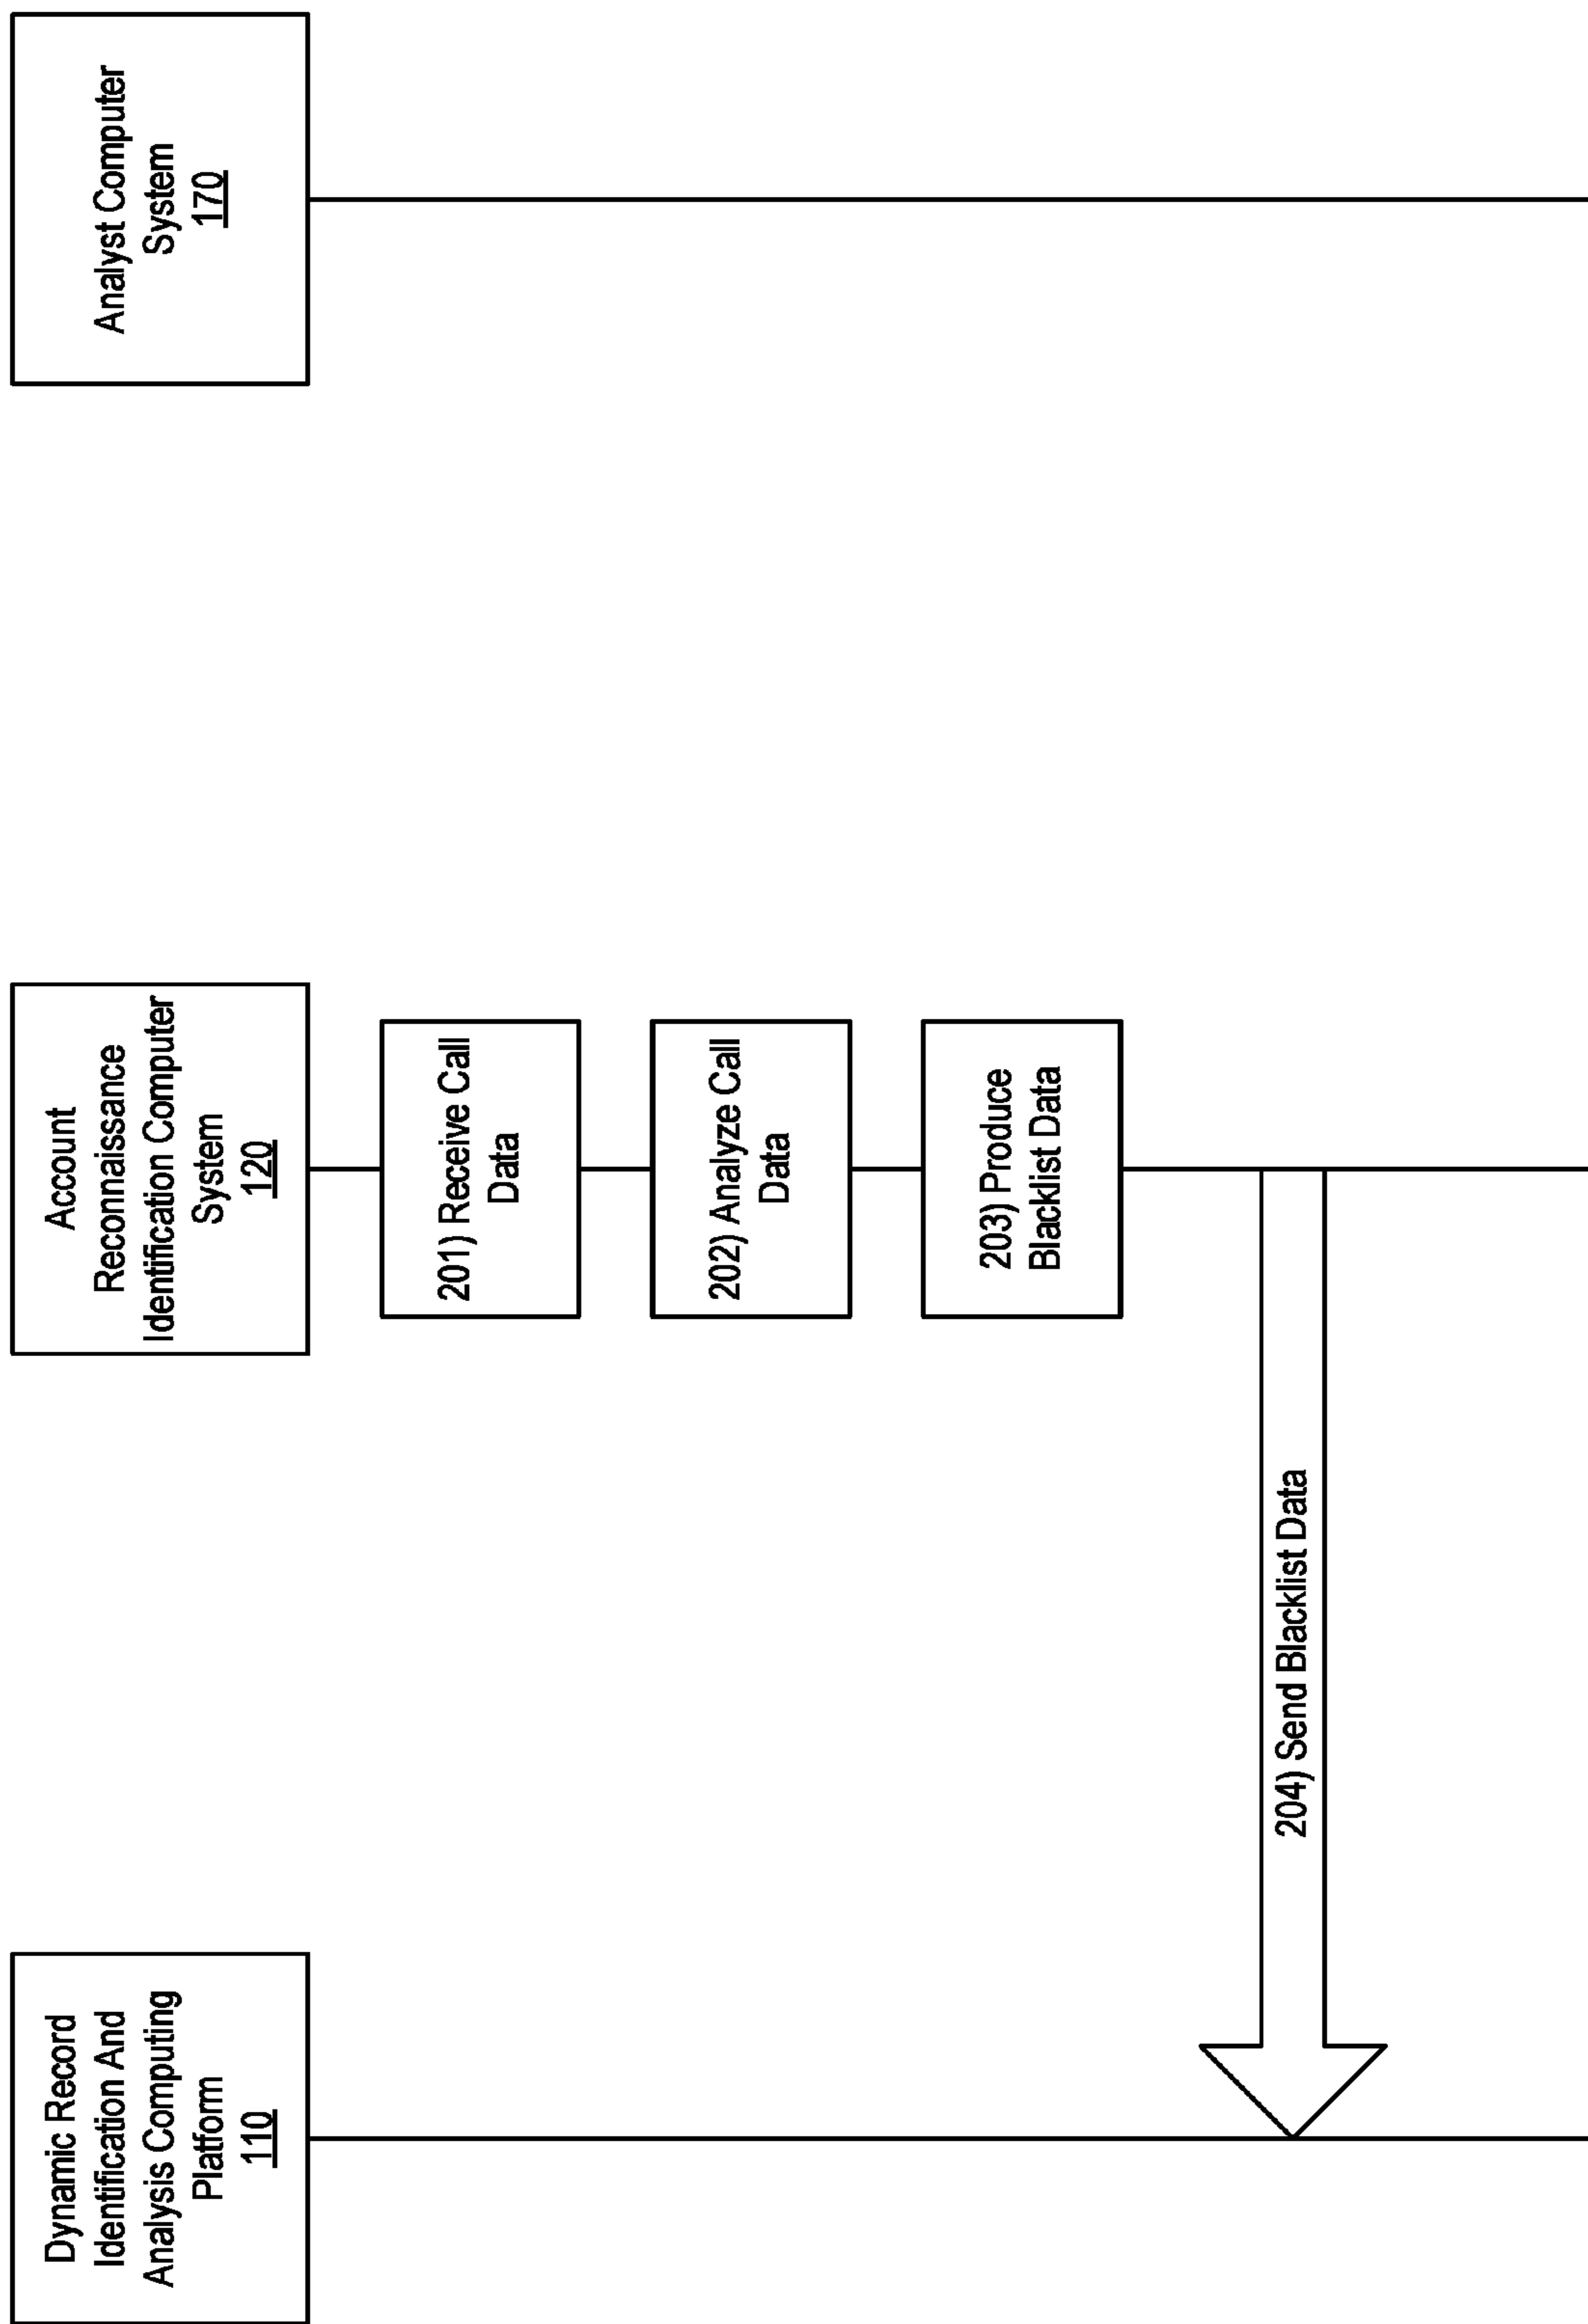 Dynamic Record
Identification And
Analysis Computing
Platform
110
Account
Reconnaissance
Identification Computer
System
120
Analyst Computer
System
170
201) Receive Call
Data
202) Analyze Call
Data
203) Produce
Blacklist Data
204) Send Blacklist Data